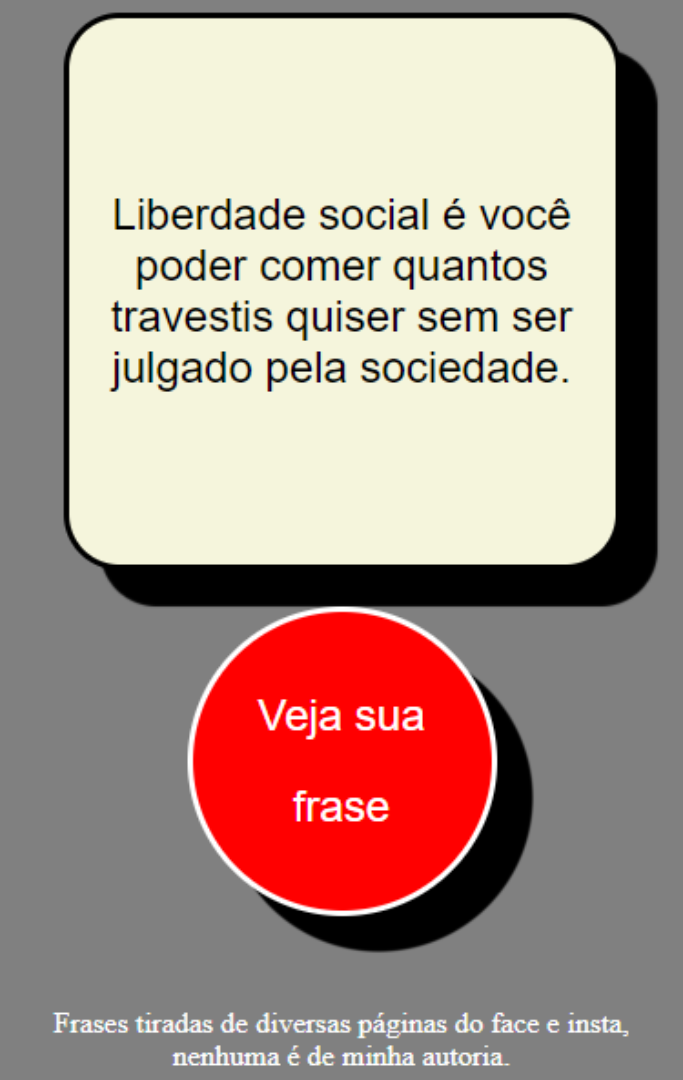 Liberdade social é você
poder comer quantos
travestis quiser sem ser
julgado pela sociedade.
Veja sua
frase
Frases tiradas de diversas páginas do face e insta,
nenhuma é de minha autoria.